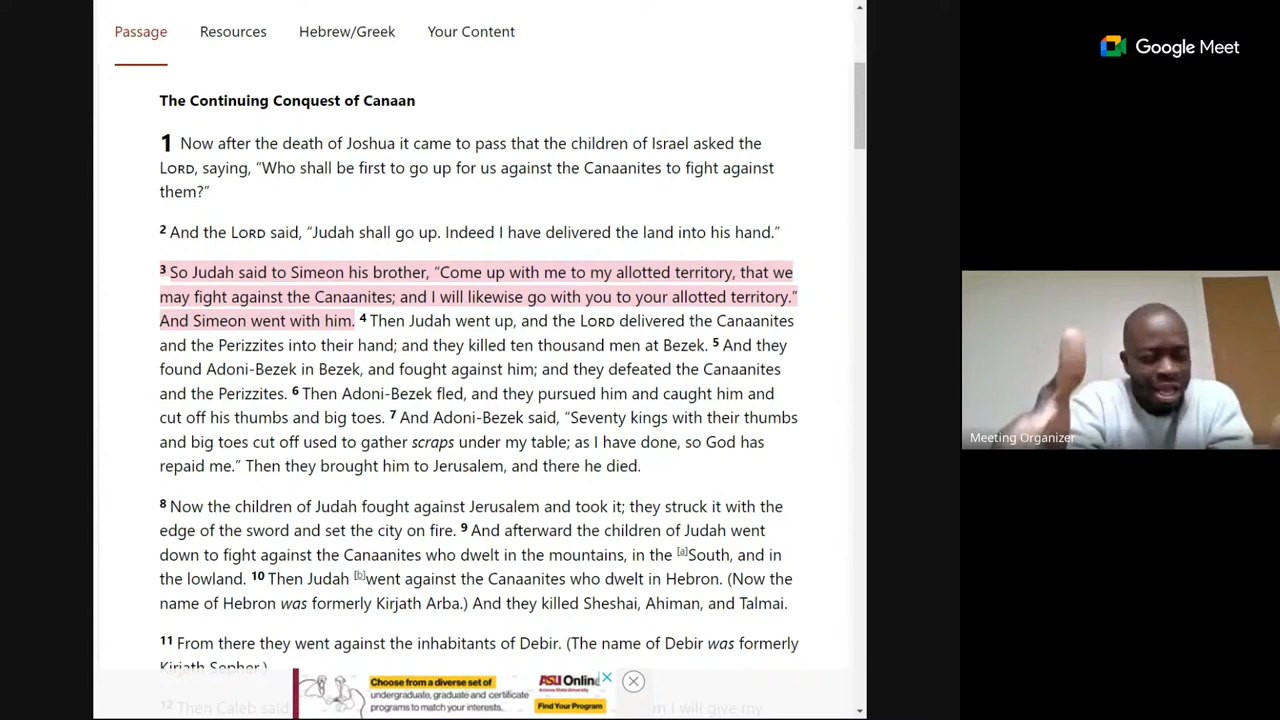 Passage Resources Hebrew/Greek Your Content
Google Meet
The Continuing Conquest of Canaan
1 Now after the death of Joshua it came to pass that the children of Israel asked the
LORD, saying, “Who shall be first to go up for us against the Canaanites to fight against
them?”
2 And the LORD said, “Judah shall go up. Indeed I have delivered the land into his hand.”
3 So Judah said to Simeon his brother, “Come up with me to my allotted territory, that we
may fight against the Canaanites; and I will likewise go with you to your allotted territory.”
And Simeon went with him. 4 Then Judah went up, and the LORD delivered the Canaanites
and the Perizzites into their hand; and they killed ten thousand men at Bezek. 5 And they
found Adoni-Bezek in Bezek, and fought against him; and they defeated the Canaanites
and the Perizzites. 6 Then Adoni-Bezek fled, and they pursued him and caught him and
cut off his thumbs and big toes. 7 And Adoni-Bezek said, “Seventy kings with their thumbs
and big toes cut off used to gather scraps under my table; as I have done, so God has
repaid me.” Then they brought him to Jerusalem, and there he died.
8 Now the children of Judah fought against Jerusalem and took it; they struck it with the
edge of the sword and set the city on fire. 9 And afterward the children of Judah went
down to fight against the Canaanites who dwelt in the mountains, in the [a]South, and in
the lowland. 10 Then Judah [b]went against the Canaanites who dwelt in Hebron. (Now the
name of Hebron was formerly Kirjath Arba.) And they killed Sheshai, Ahiman, and Talmai.
11 From there they went against the inhabitants of Debir. (The name of Debir was formerly
Kirjath Sepher.)
12 Then Caleb said m I will give my
Choose from a diverse set of
undergraduate, graduate and certificate
programs to match your interests.
ASU Online
Arizona State University
Find Your Program
Meeting Organizer